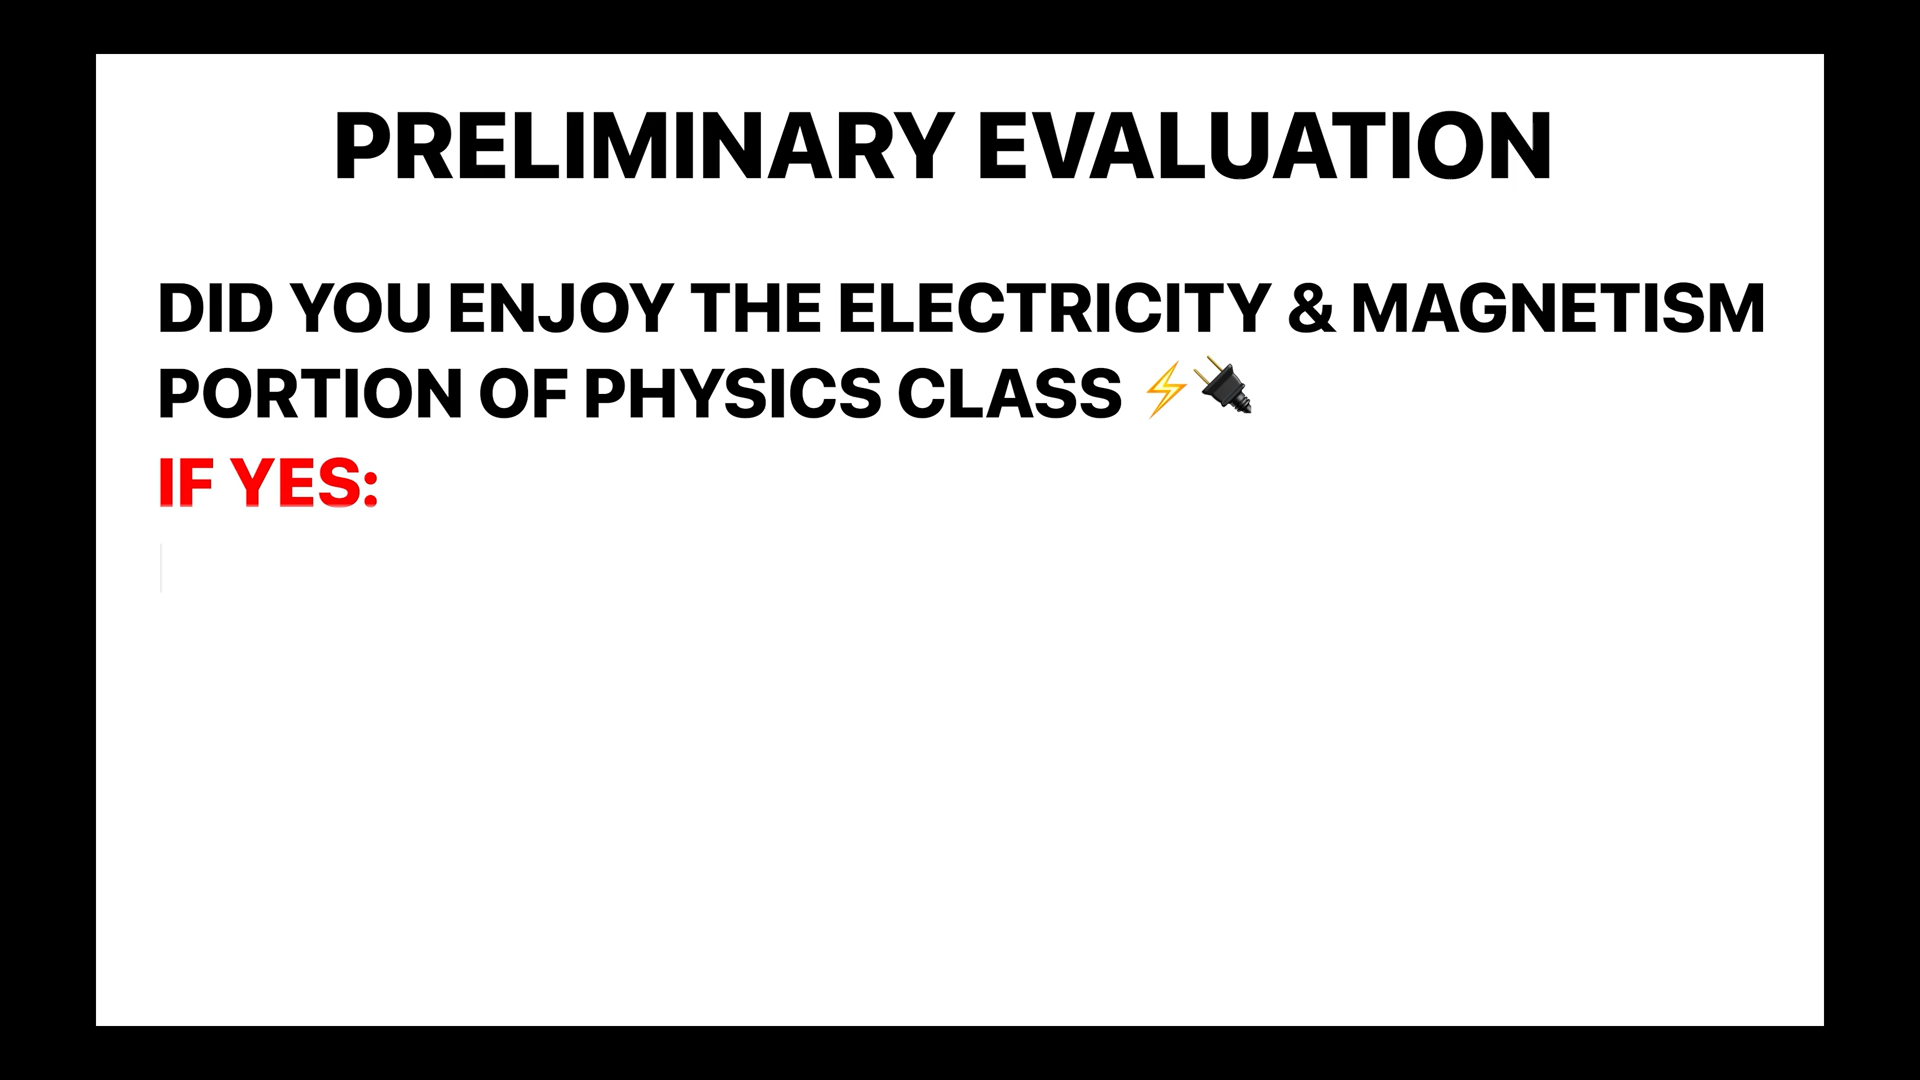 PRELIMINARY EVALUATION
DID YOU ENJOY THE ELECTRICITY & MAGNETISM
PORTION OF PHYSICS CLASS ⚡🔌
IF YES: